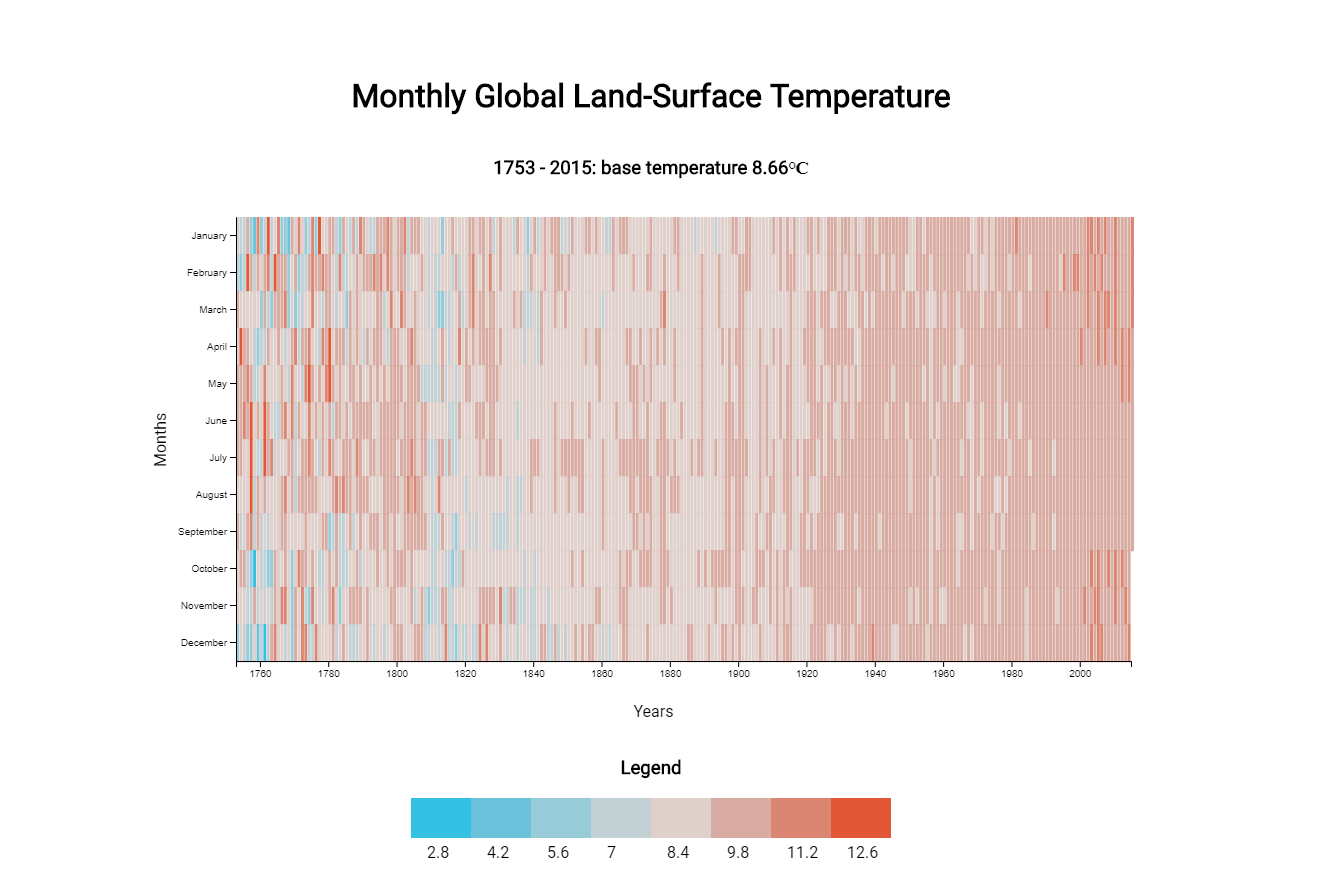 Monthly Global Land-Surface Temperature
1753 - 2015: base temperature 8.66°C
January
February
March
April
May
June
July
August
September
October
November
December
Months
1760 1780 1800 1820 1840 1860 1880 1900 1920 1940 1960 1980 2000
Years
Legend
2.8 4.2 5.6 7 8.4 9.8 11.2 12.6